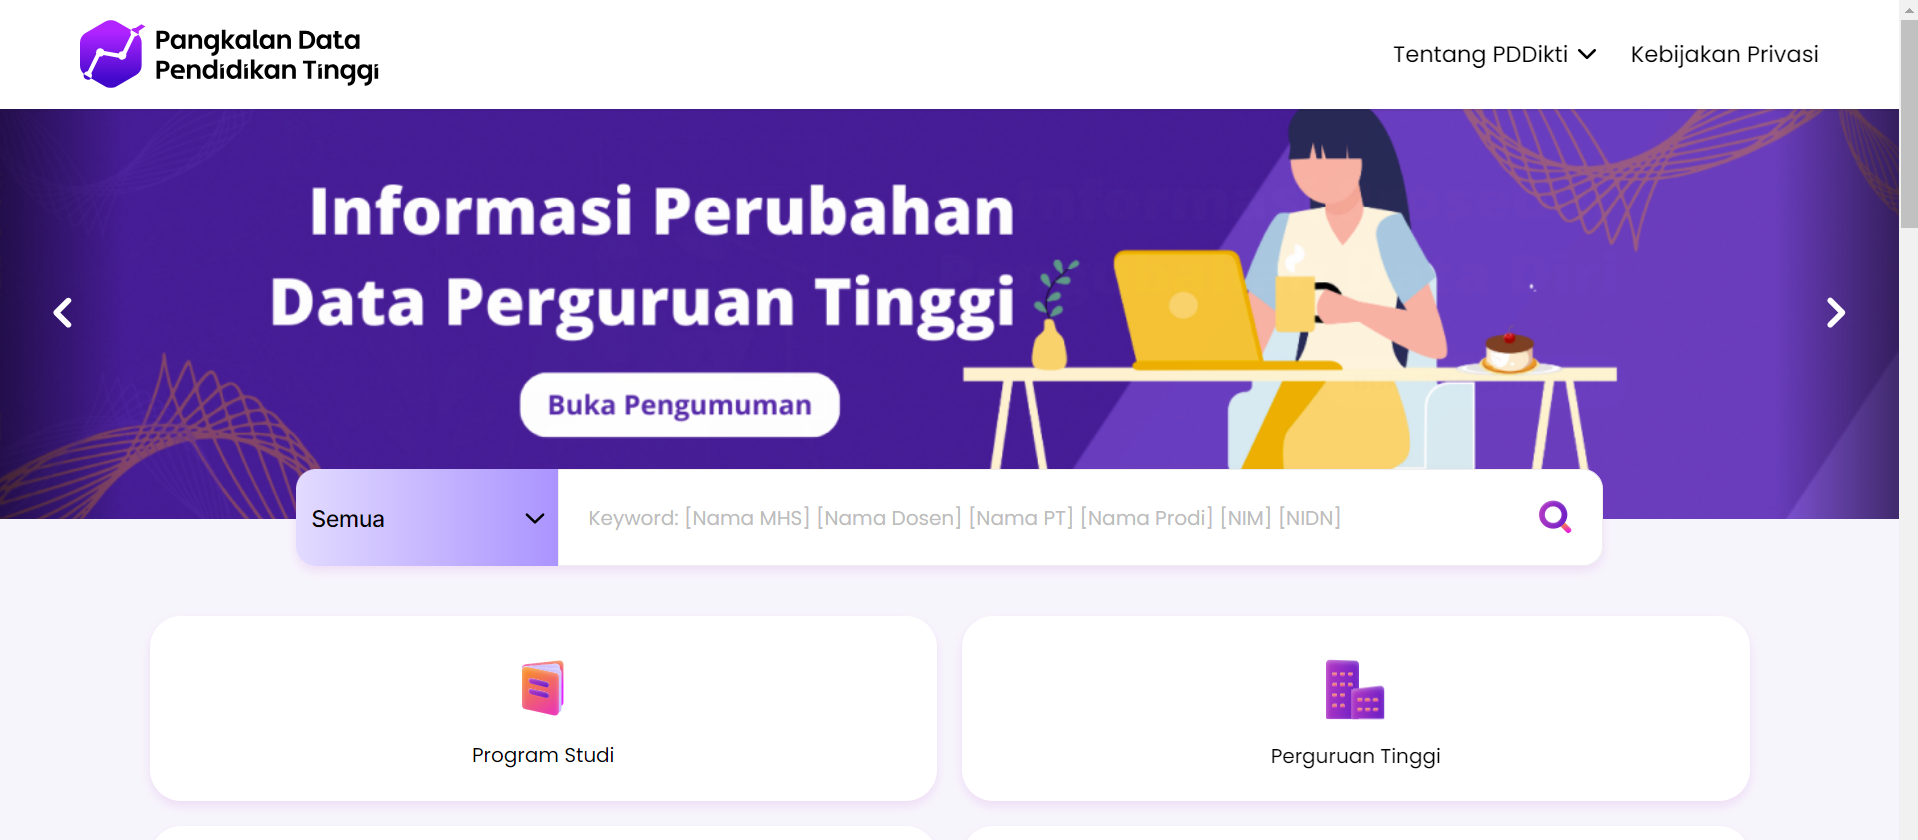 Pangkalan Data
Pendidikan Tinggi
Tentang PDDikti
Kebijakan Privasi
Informasi Perubahan
Data Perguruan Tinggi
Buka Pengumuman
Semua
Keyword: [Nama MHS] [Nama Dosen] [Nama PT] [Nama Prodi] [NIM] [NIDN]
Program Studi
Perguruan Tinggi